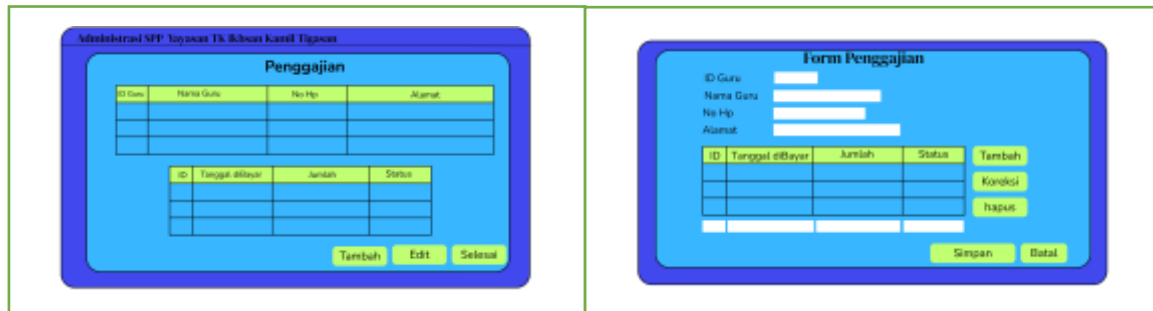 Administrasi SPP Yayasan TK Ikhsan Kamil Tigasan
Penggajian
ID Guru Nama Guru No Hp Alamat
ID Tanggal diBayar Jumlah Status
Tambah Edit Selesai
Form Penggajian
ID Guru
Nama Guru
No Hp
Alamat
ID Tanggal diBayar Jumlah Status
Tambah
Koreksi
hapus
Simpan Batal